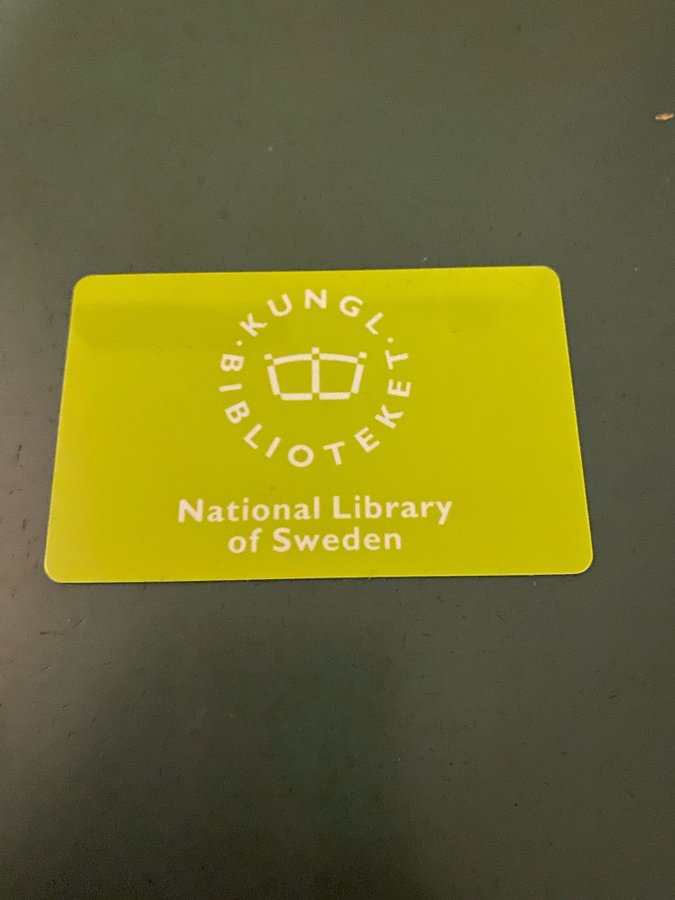 ·KUNGL·
BIBLIOTEKET
National Library
of Sweden